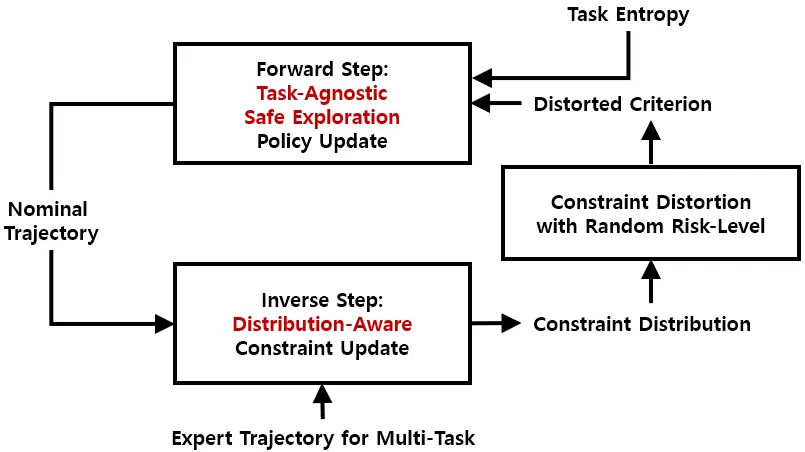 Task Entropy
Forward Step:
Task-Agnostic
Safe Exploration
Policy Update
Distorted Criterion
Nominal
Trajectory
Constraint Distortion
with Random Risk-Level
Inverse Step:
Distribution-Aware
Constraint Update
Constraint Distribution
Expert Trajectory for Multi-Task